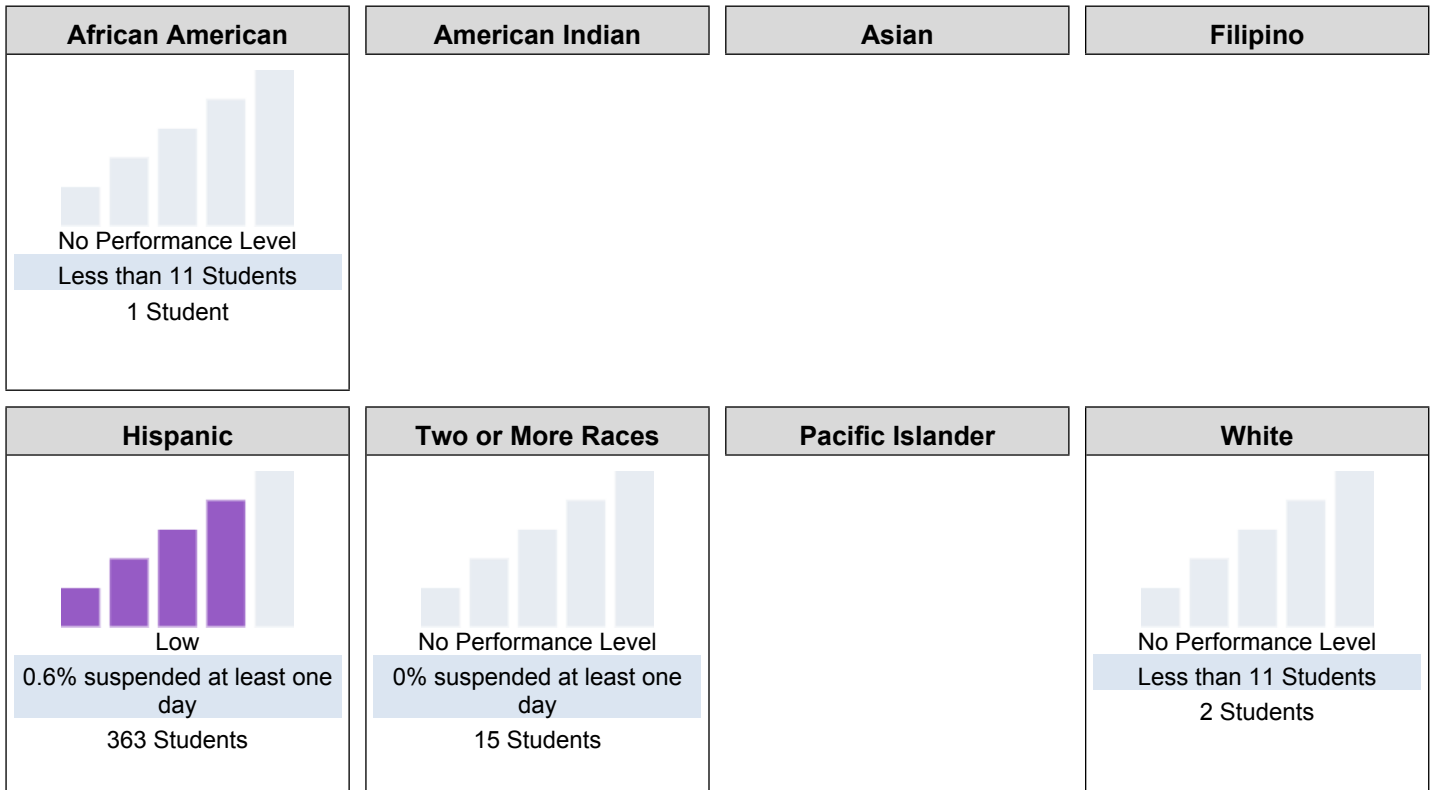 African American
American Indian
Asian
Filipino
No Performance Level
Less than 11 Students
1 Student
Hispanic
Two or More Races
Pacific Islander
White
Low
0.6% suspended at least one
day
363 Students
No Performance Level
0% suspended at least one
day
15 Students
No Performance Level
Less than 11 Students
2 Students